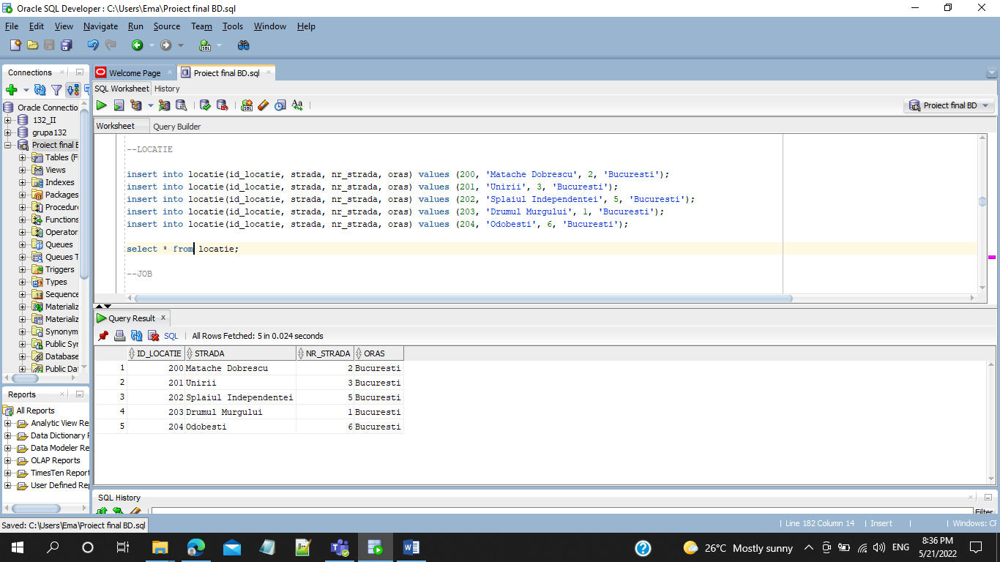 Oracle SQL Developer : C:\Users\Ema\Proiect final BD.sql
File Edit View Navigate Run Source Team Tools Window Help
Connections
Welcome Page
Proiect final BD.sql
SQL Worksheet History
Oracle Connectio
132_II
grupa132
Proiect final B
Tables (F
Views
Indexes
Packages
Procedur
Functions
Operator
Queues
Queues T
Triggers
Types
Sequence
Materializ
Materializ
Synonym
Public Syr
Database
Public Da
Proiect final BD
Worksheet Query Builder
--LOCATIE
insert into locatie(id_locatie, strada, nr_strada, oras) values (200, 'Matache Dobrescu', 2, 'Bucuresti');
insert into locatie(id_locatie, strada, nr_strada, oras) values (201, 'Unirii', 3, 'Bucuresti');
insert into locatie(id_locatie, strada, nr_strada, oras) values (202, 'Splaiul Independentei', 5, 'Bucuresti');
insert into locatie(id_locatie, strada, nr_strada, oras) values (203, 'Drumul Murgului', 1, 'Bucuresti');
insert into locatie(id_locatie, strada, nr_strada, oras) values (204, 'Odobesti', 6, 'Bucuresti');
select * from locatie;
--JOB
Query Result
SQL | All Rows Fetched: 5 in 0.024 seconds
ID_LOCATIE STRADA NR_STRADA ORAS
1 200 Matache Dobrescu 2 Bucuresti
2 201 Unirii 3 Bucuresti
3 202 Splaiul Independentei 5 Bucuresti
4 203 Drumul Murgului 1 Bucuresti
5 204 Odobesti 6 Bucuresti
Reports
All Reports
Analytic View Re
Data Dictionary R
Data Modeler Re
OLAP Reports
TimesTen Report
User Defined Rep
SQL History
Filter
Saved: C:\Users\Ema\Proiect final BD.sql
| Line 182 Column 14 | Insert | | Windows: CF
26°C Mostly sunny
ENG
8:36 PM
5/21/2022